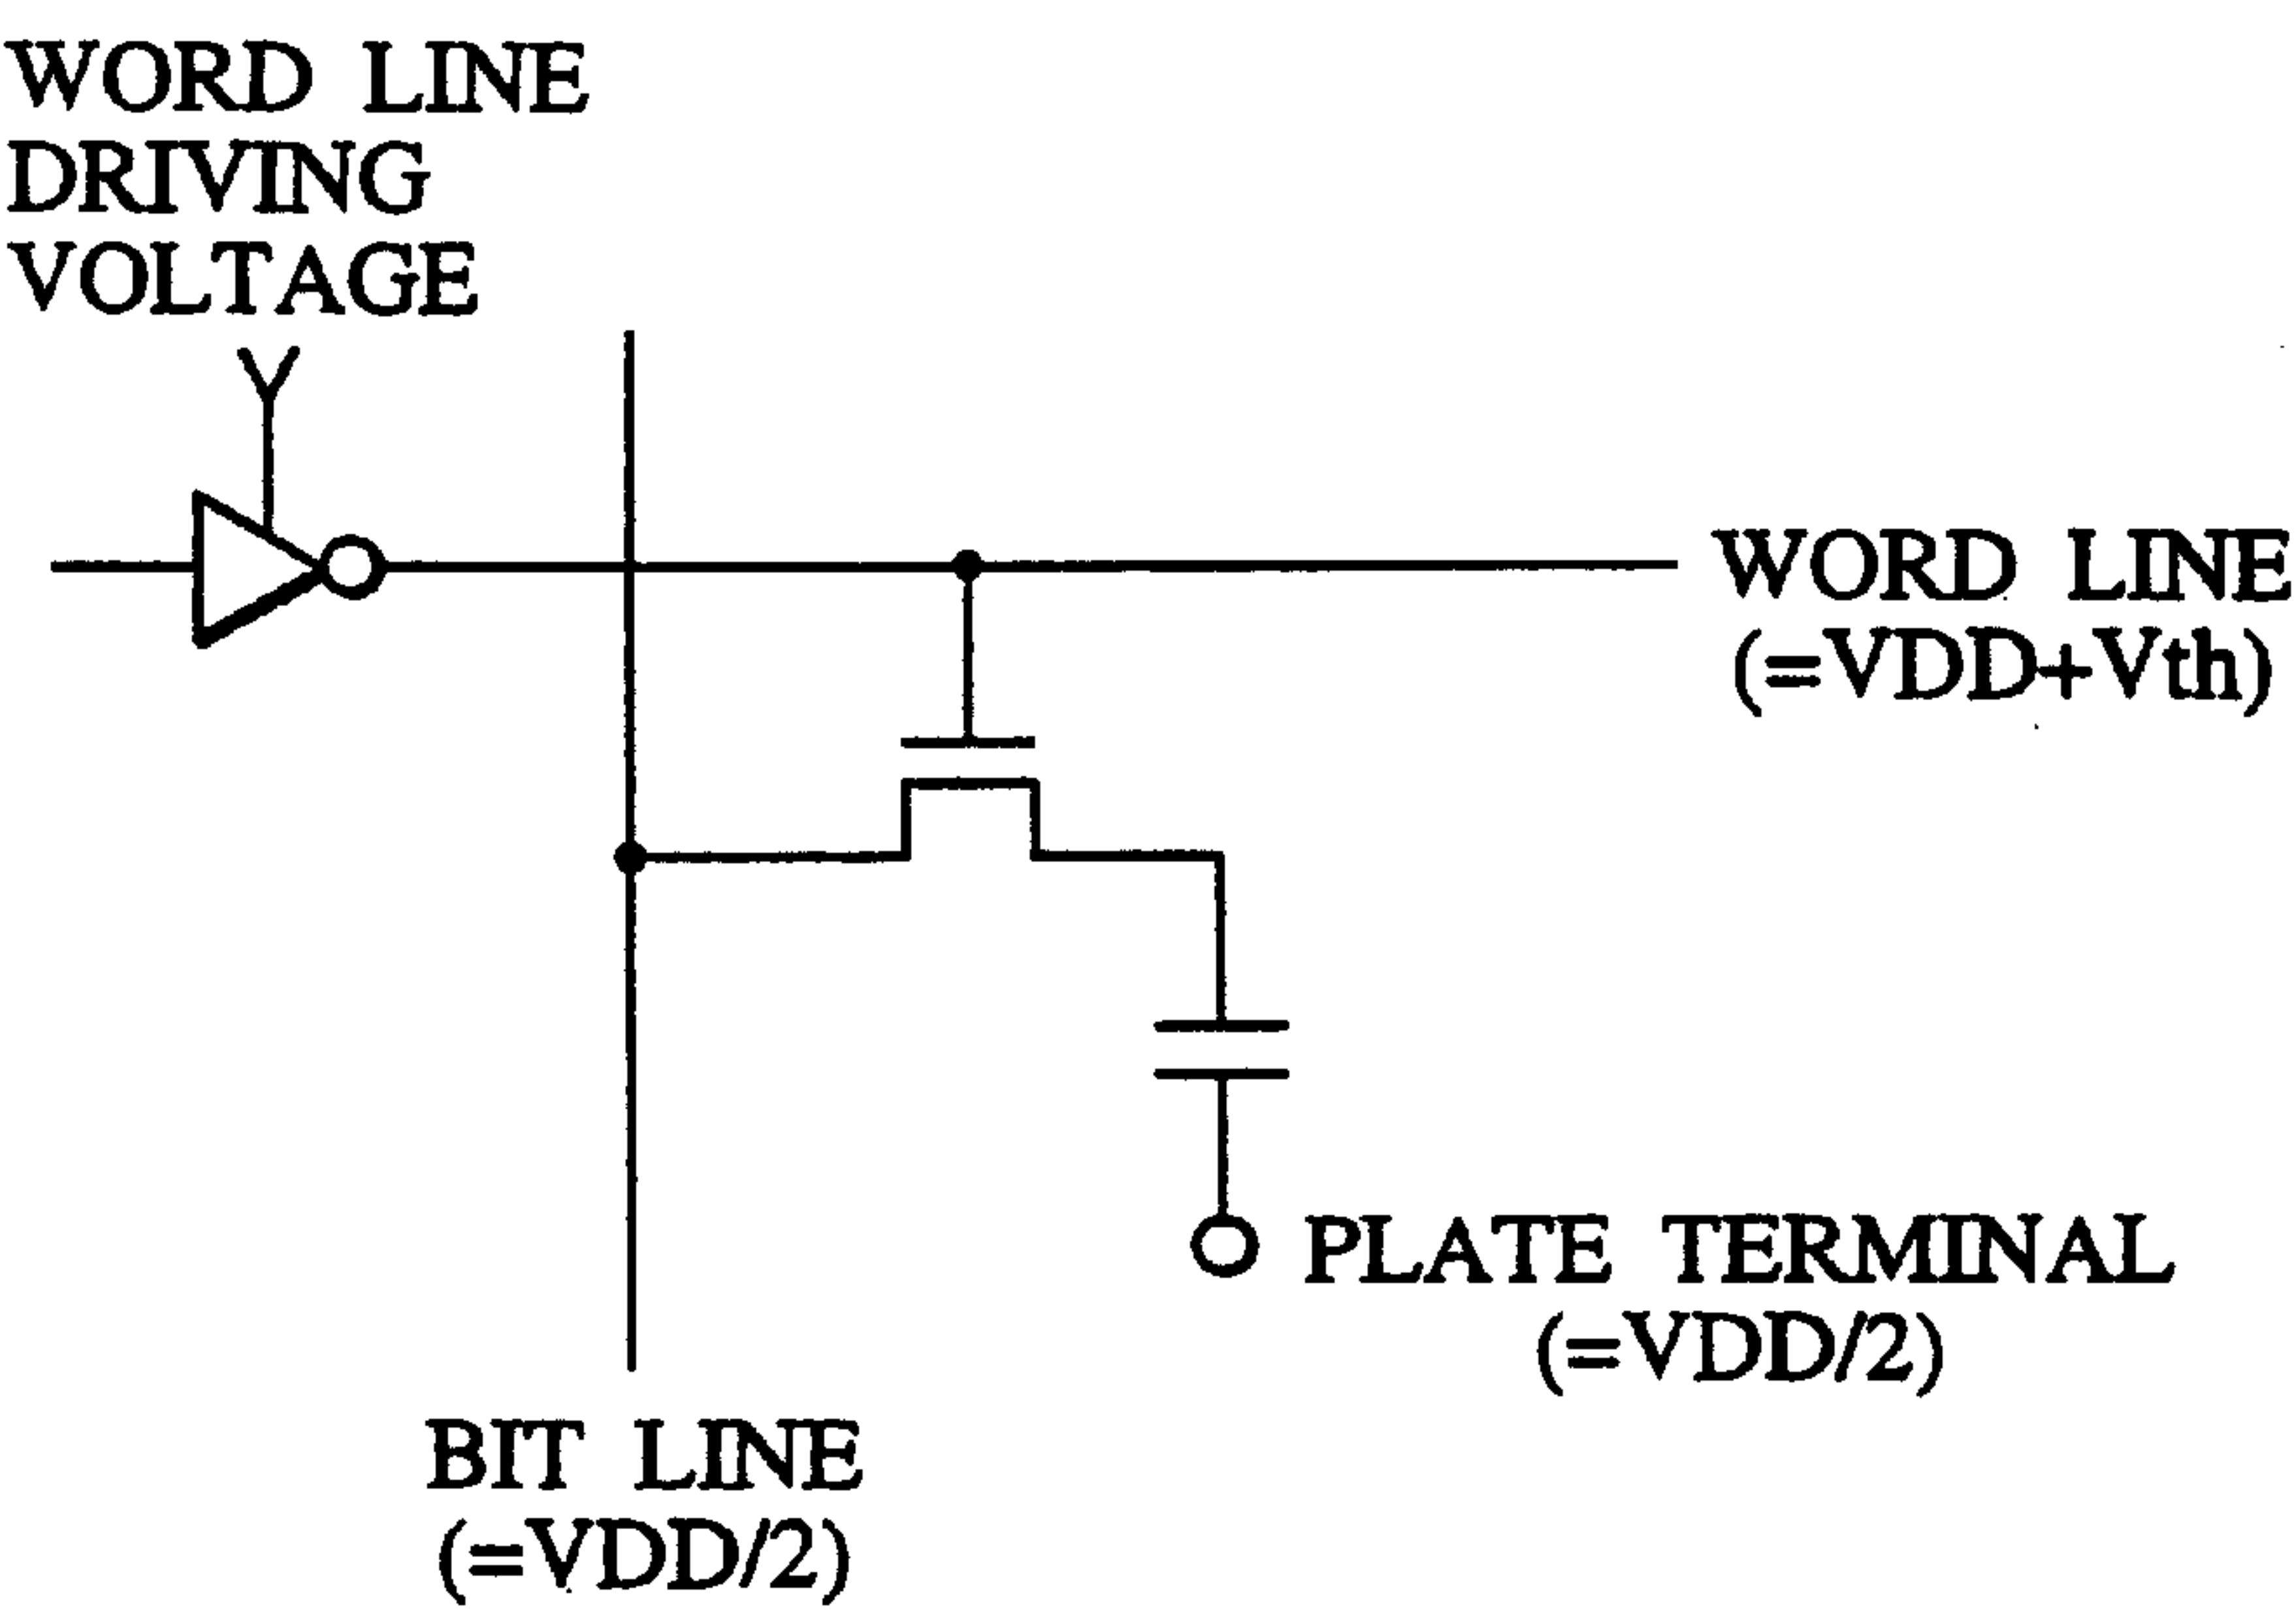 WORD LINE
DRIVING
VOLTAGE
WORD LINE
(=VDD+Vth)
PLATE TERMINAL
(=VDD/2)
BIT LINE
(=VDD/2)